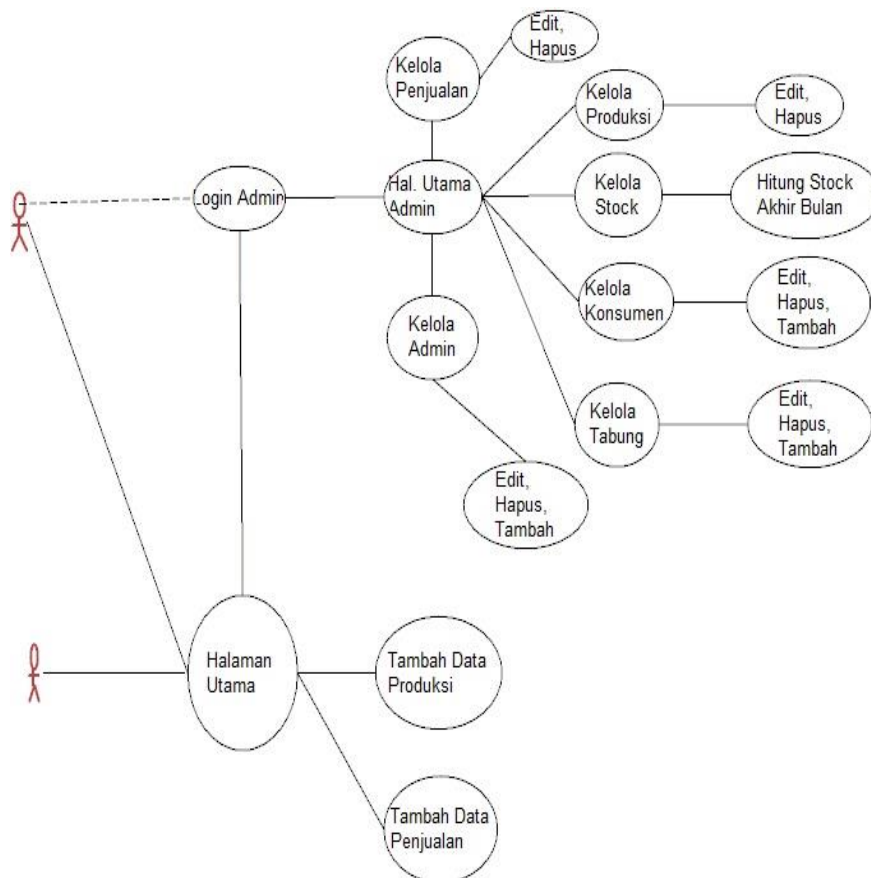 Edit,
Hapus
Kelola
Penjualan
Kelola
Produksi
Edit,
Hapus
Login Admin
Hal. Utama
Admin
Kelola
Stock
Hitung Stock
Akhir Bulan
Kelola
Konsumen
Edit,
Hapus,
Tambah
Kelola
Admin
Kelola
Tabung
Edit,
Hapus,
Tambah
Edit,
Hapus,
Tambah
Halaman
Utama
Tambah Data
Produksi
Tambah Data
Penjualan